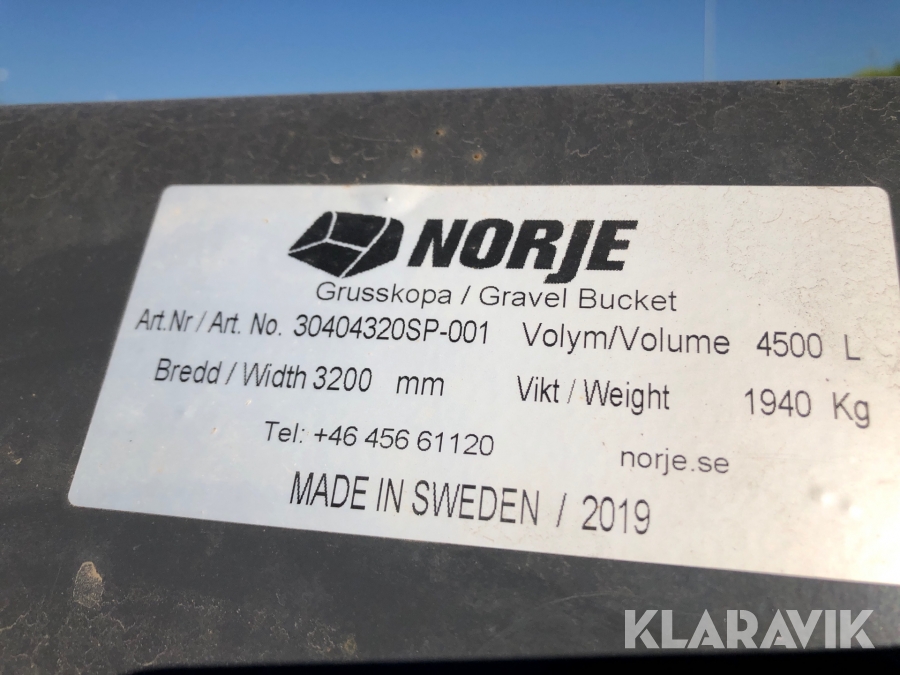 NORJE
Grusskopa / Gravel Bucket
Art.Nr / Art. No. 30404320SP-001 Volym/Volume 4500 L
Bredd / Width 3200 mm Vikt / Weight 1940 Kg
Tel: +46 456 61120 norje.se
MADE IN SWEDEN / 2019
KLARAVIK